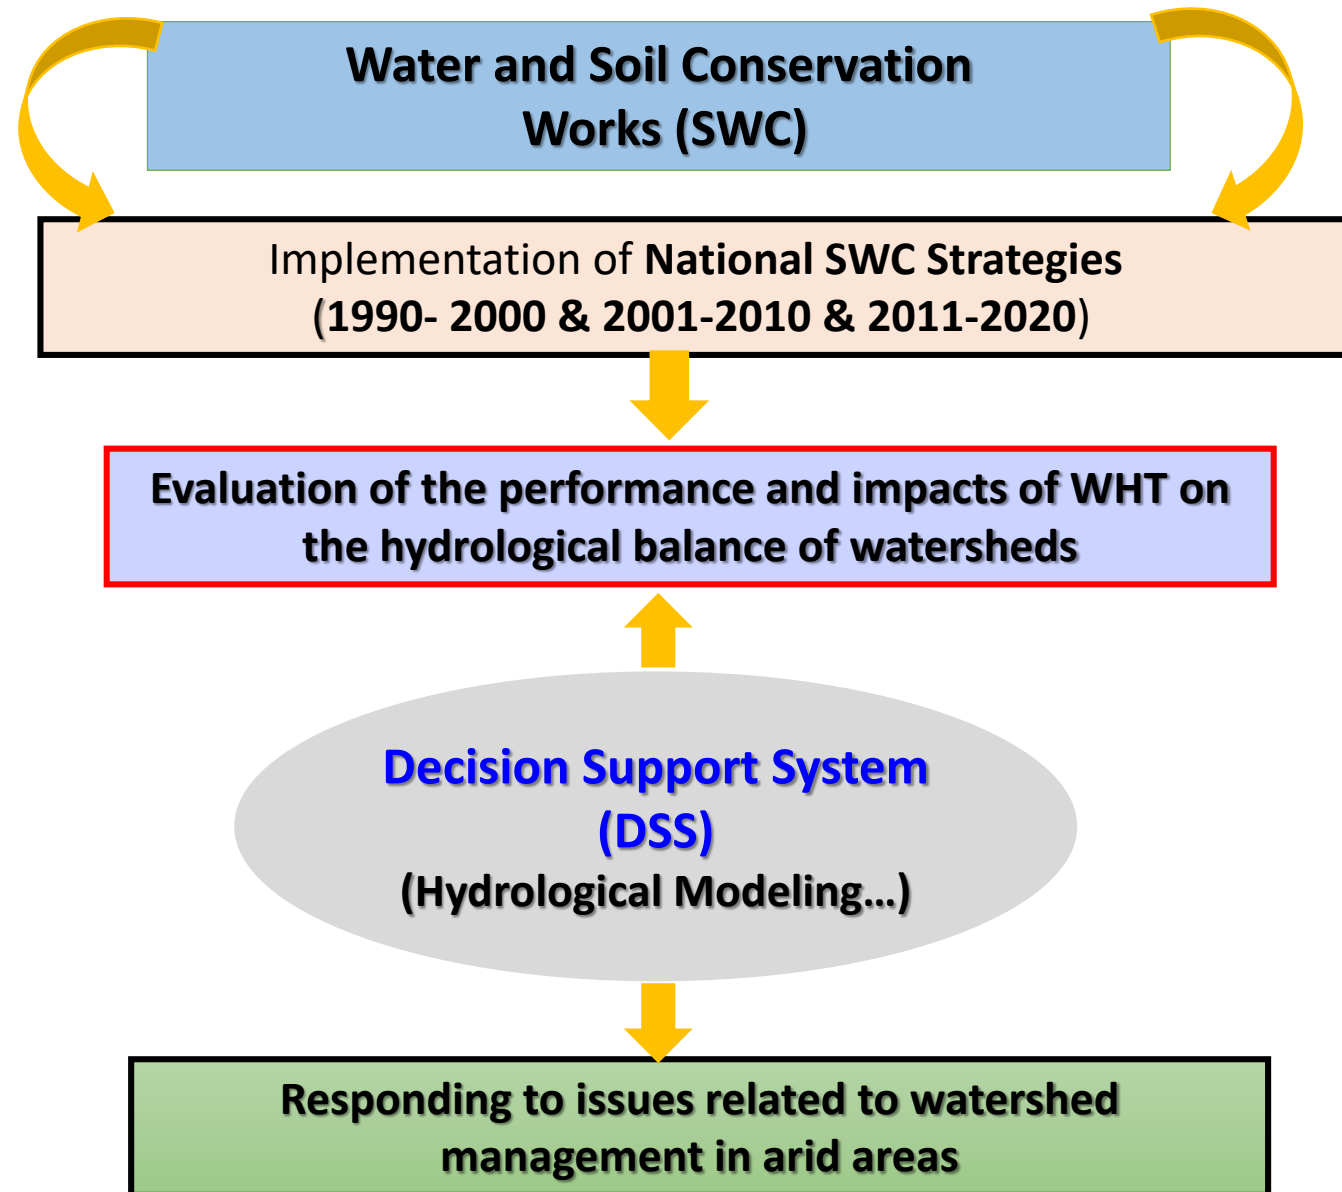 Water and Soil Conservation
Works (SWC)
Implementation of National SWC Strategies
(1990- 2000 & 2001-2010 & 2011-2020)
Evaluation of the performance and impacts of WHT on
the hydrological balance of watersheds
Decision Support System
(DSS)
(Hydrological Modeling...)
Responding to issues related to watershed
management in arid areas